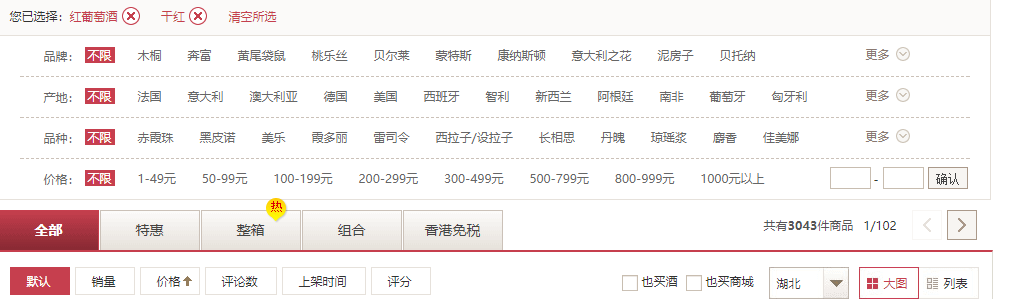 您已选择: 红葡萄酒 干红 清空所选
品牌: 不限 木桐 奔富 黄尾袋鼠 桃乐丝 贝尔莱 蒙特斯 康纳斯顿 意大利之花 泥房子 贝托纳 更多
产地: 不限 法国 意大利 澳大利亚 德国 美国 西班牙 智利 新西兰 阿根廷 南非 葡萄牙 匈牙利 更多
品种: 不限 赤霞珠 黑皮诺 美乐 霞多丽 雷司令 西拉子/设拉子 长相思 丹魄 琼瑶浆 麝香 佳美娜 更多
价格: 不限 1-49元 50-99元 100-199元 200-299元 300-499元 500-799元 800-999元 1000元以上 - 确认
热
全部 特惠 整箱 组合 香港免税 共有3043件商品 1/102
默认 销量 价格 评论数 上架时间 评分 也买酒 也买商城 湖北 大图 列表